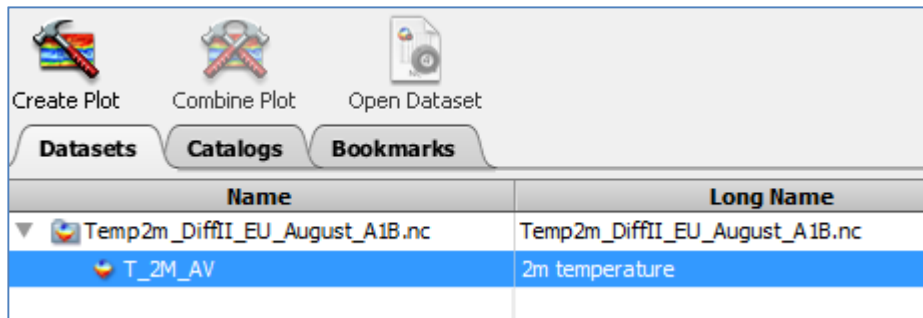 Create Plot Combine Plot Open Dataset
Datasets Catalogs Bookmarks
Name Long Name
Temp2m_DiffII_EU_August_A1B.nc Temp2m_DiffII_EU_August_A1B.nc
T_2M_AV 2m temperature